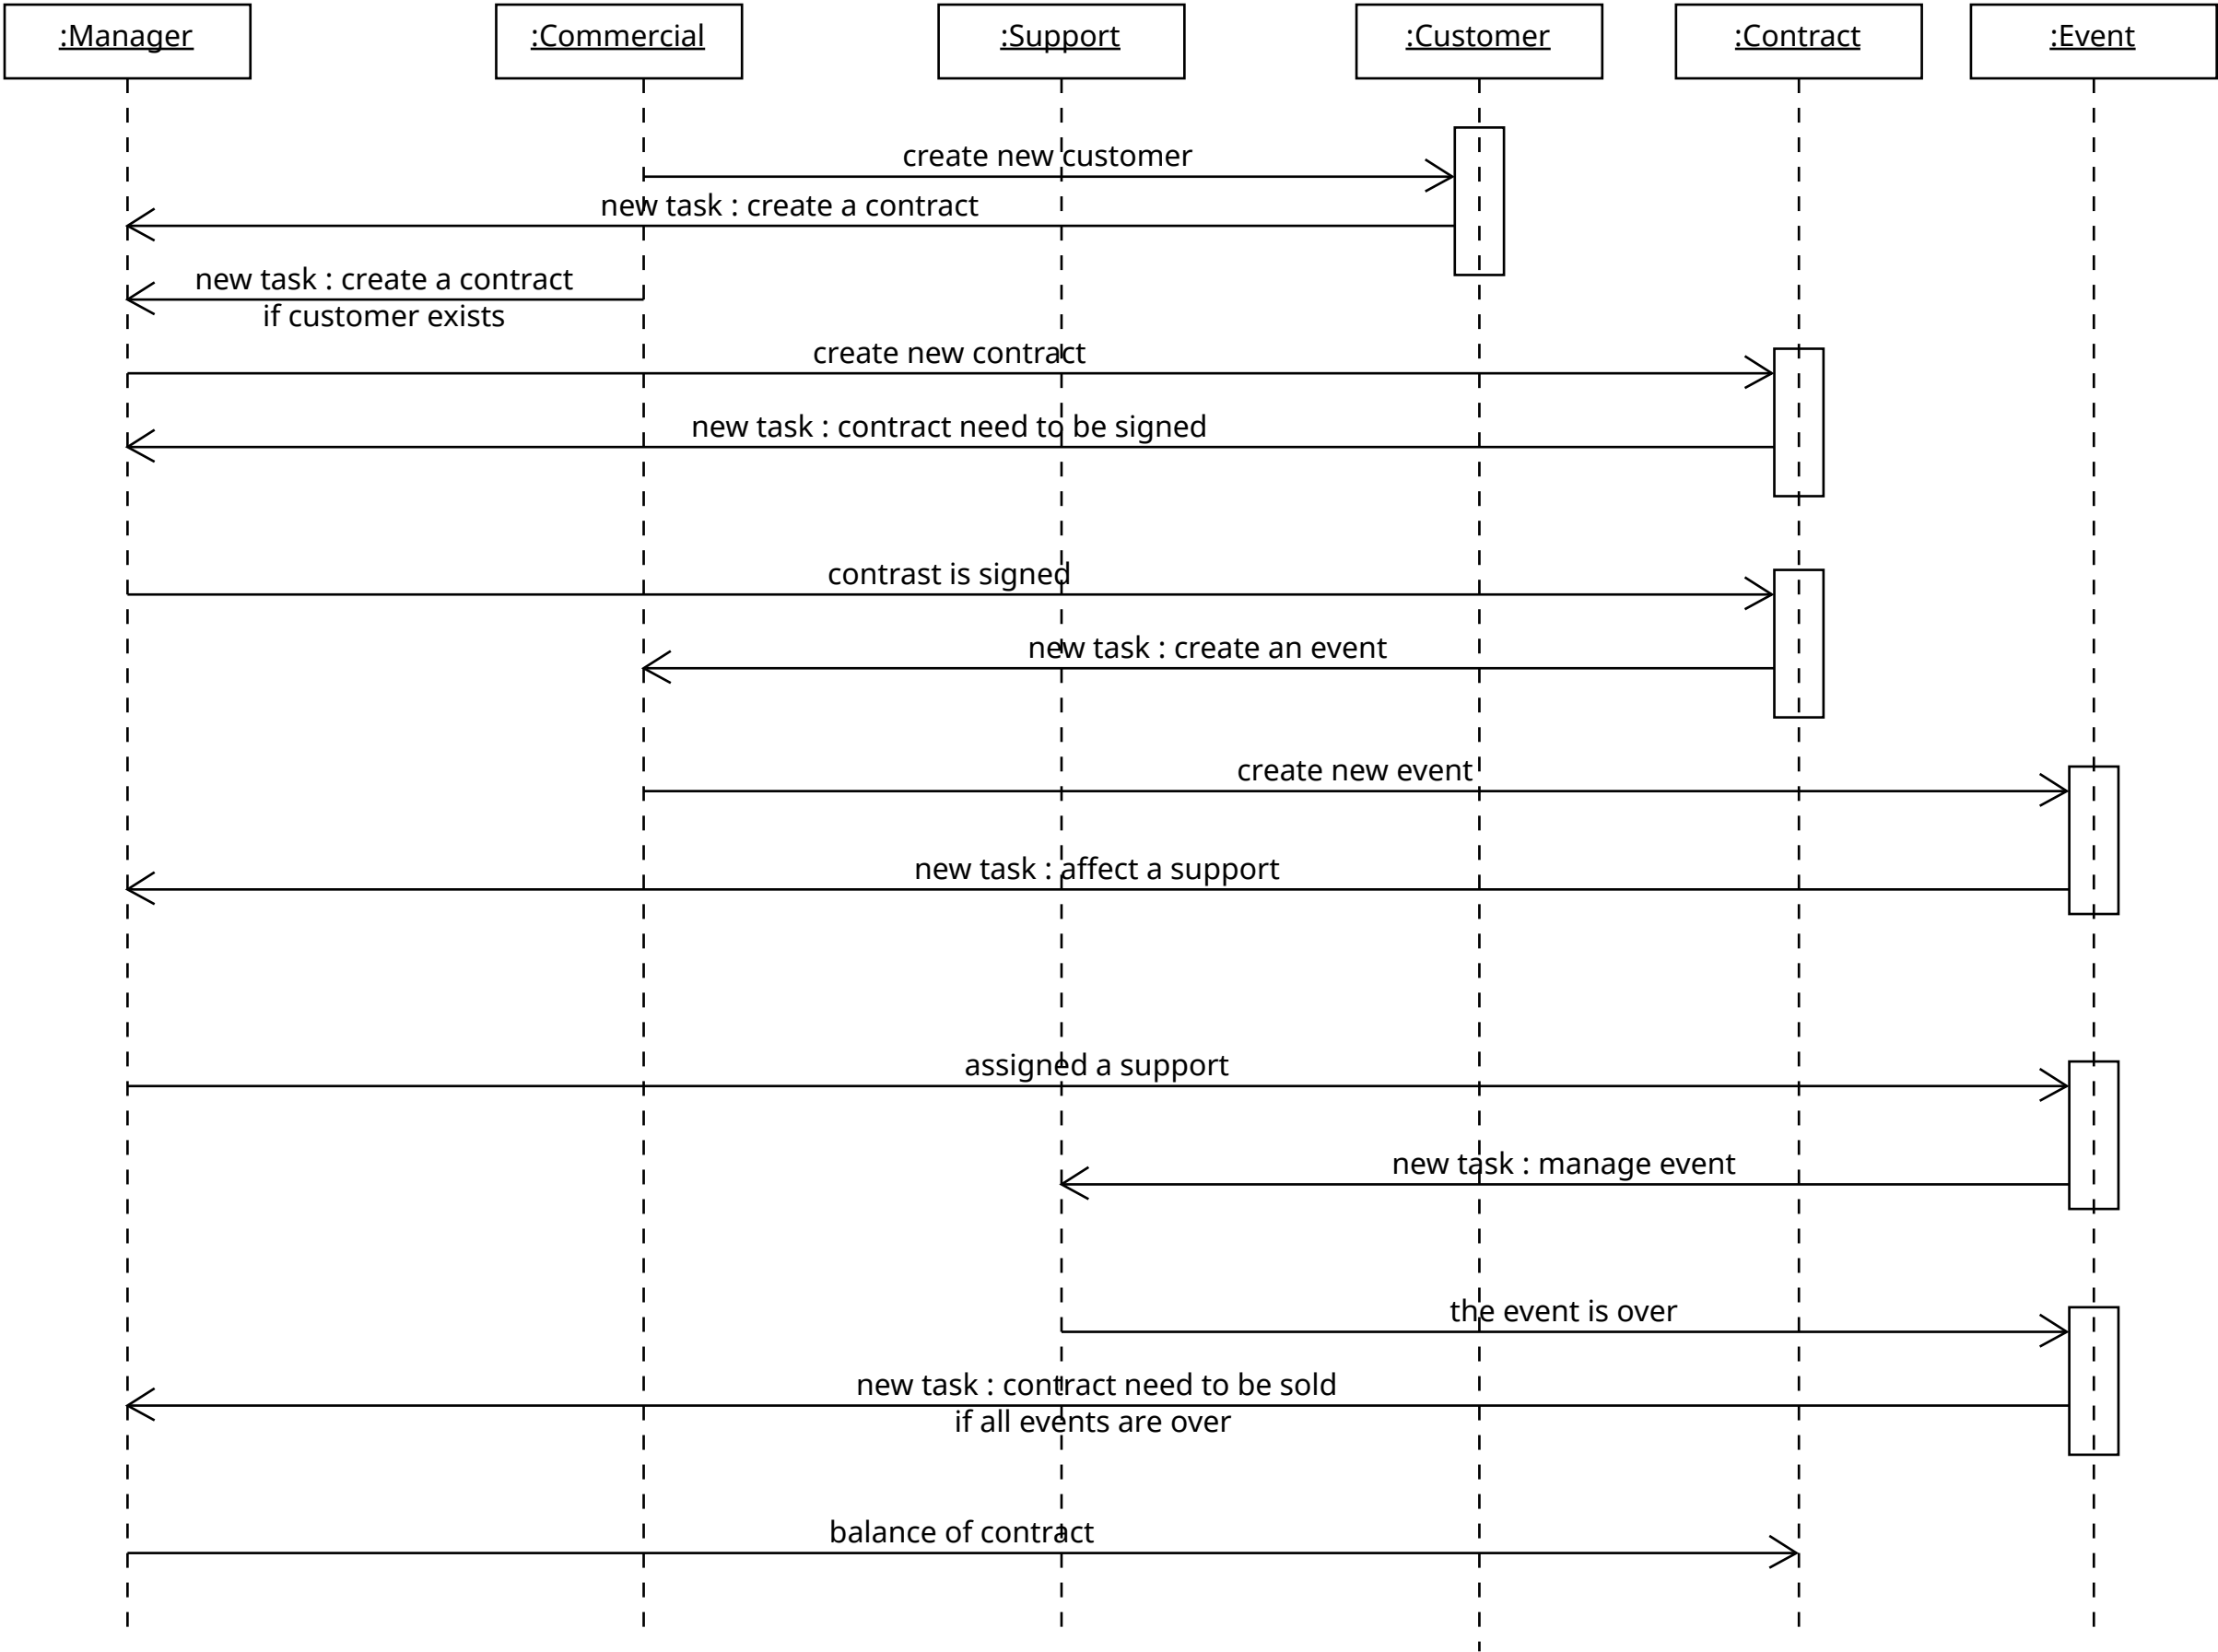 :Manager
:Commercial
:Support
:Customer
:Contract
:Event
create new customer
new task : create a contract
new task : create a contract
if customer exists
create new contract
new task : contract need to be signed
contrast is signed
new task : create an event
create new event
new task : affect a support
assigned a support
new task : manage event
the event is over
new task : contract need to be sold
if all events are over
balance of contract